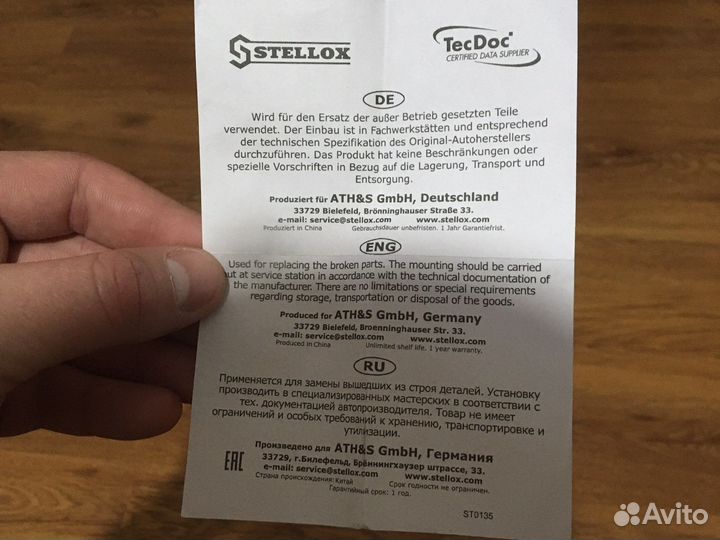 STELLOX
TecDoc
CERTIFIED DATA SUPPLIER
DE
Wird für den Ersatz der außer Betrieb gesetzten Teile
verwendet. Der Einbau ist in Fachwerkstätten und entsprechend
der technischen Spezifikation des Original-Autoherstellers
durchzuführen. Das Produkt hat keine Beschränkungen oder
spezielle Vorschriften in Bezug auf die Lagerung, Transport und
Entsorgung.
Produziert für ATH&S GmbH, Deutschland
33729 Bielefeld, Brönninghauser Straße 33.
e-mail: service@stellox.com www.stellox.com
Produziert in China Gebrauchsdauer unbefristen. 1 Jahr Garantiefrist.
ENG
Used for replacing the broken parts. The mounting should be carried
out at service station in accordance with the technical documentation of
the manufacturer. There are no limitations or special requirements
regarding storage, transportation or disposal of the goods.
Produced for ATH&S GmbH, Germany
33729 Bielefeld, Broenninghauser Str. 33.
e-mail: service@stellox.com www.stellox.com
Produced in China Unlimited shelf life. 1 year warranty.
RU
Применяется для замены вышедших из строя деталей. Установку
производить в специализированных мастерских в соответствии с
тех. документацией автопроизводителя. Товар не имеет
ограничений и особых требований к хранению, транспортировке и
утилизации.
Произведено для ATH&S GmbH, Германия
33729, г.Билефельд, Брённингхаузер штрассе, 33.
e-mail: service@stellox.com www.stellox.com
Страна происхождения: Китай Срок годности не ограничен.
Гарантийный срок: 1 год.
EAC
ST0135
Avito